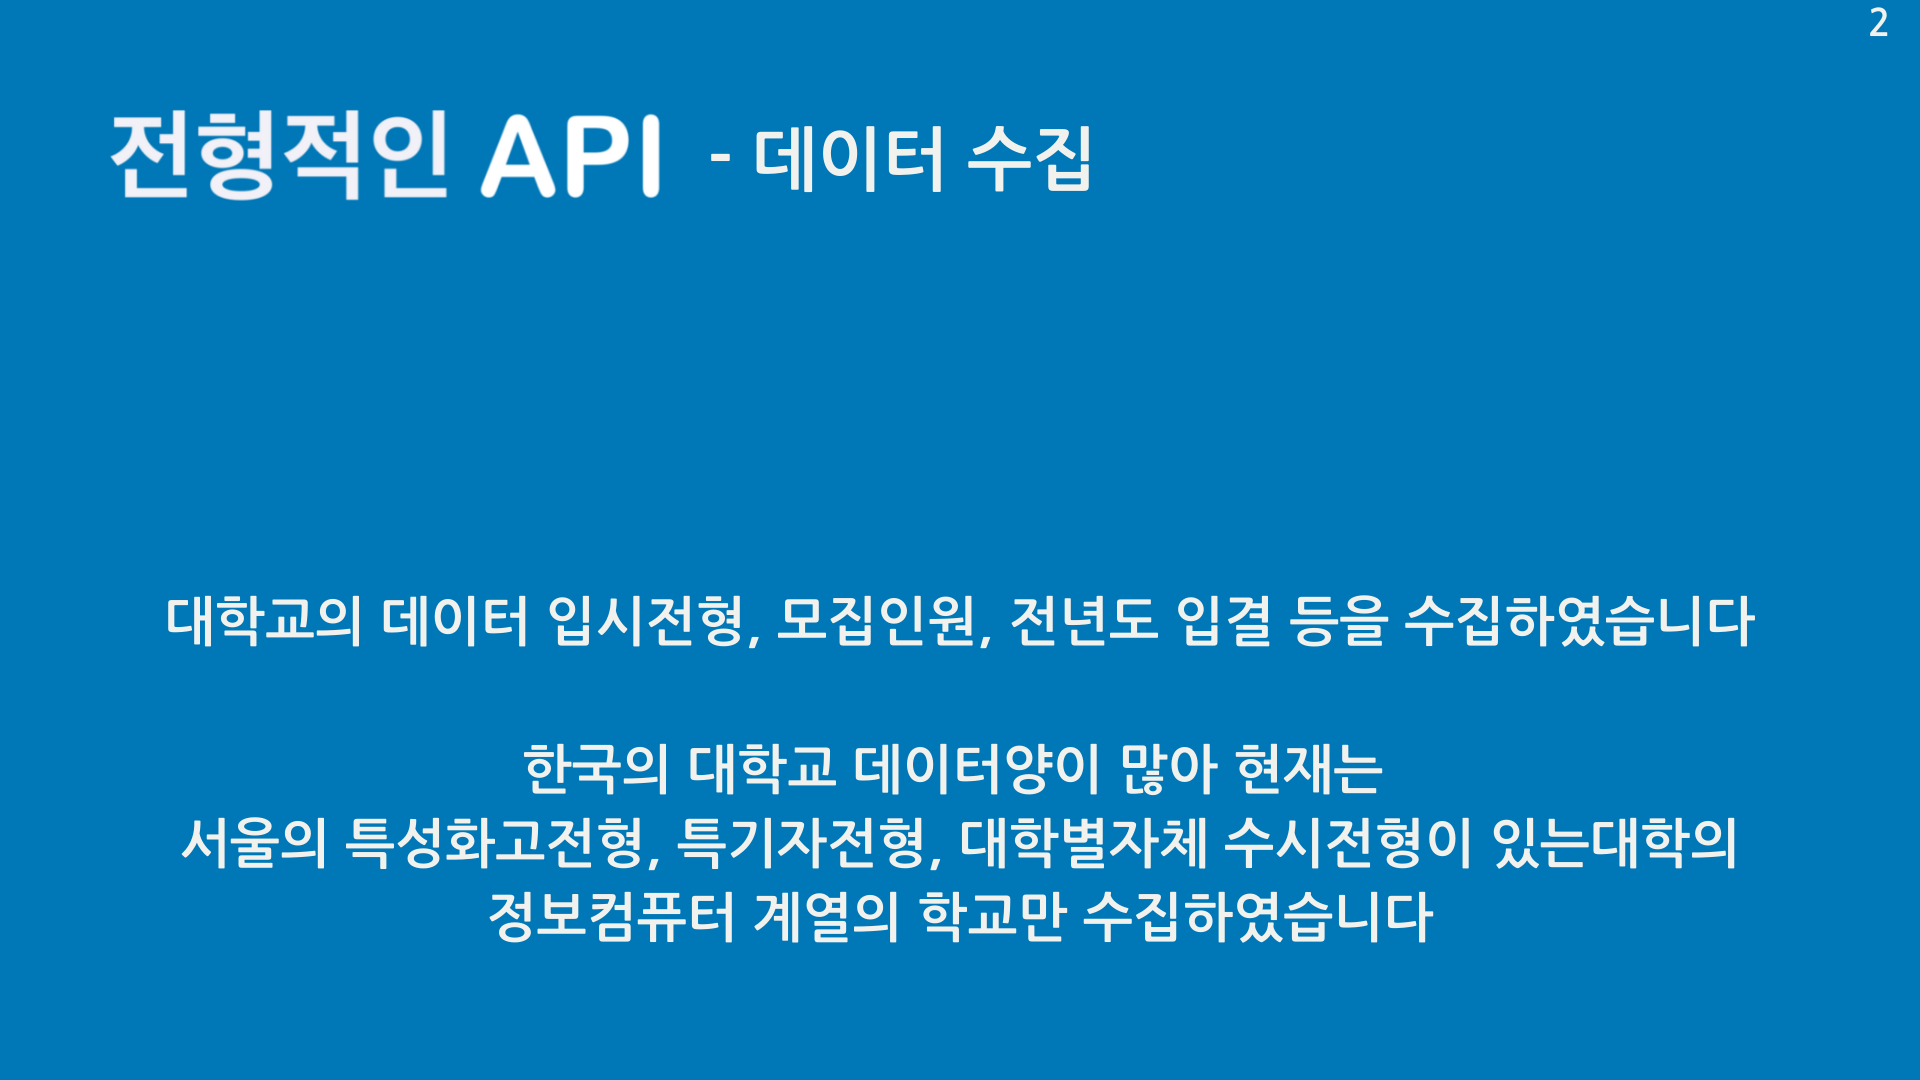 2
전형적인 API - 데이터 수집
대학교의 데이터 입시전형, 모집인원, 전년도 입결 등을 수집하였습니다
한국의 대학교 데이터양이 많아 현재는
서울의 특성화고전형, 특기자전형, 대학별자체 수시전형이 있는대학의
정보컴퓨터 계열의 학교만 수집하였습니다